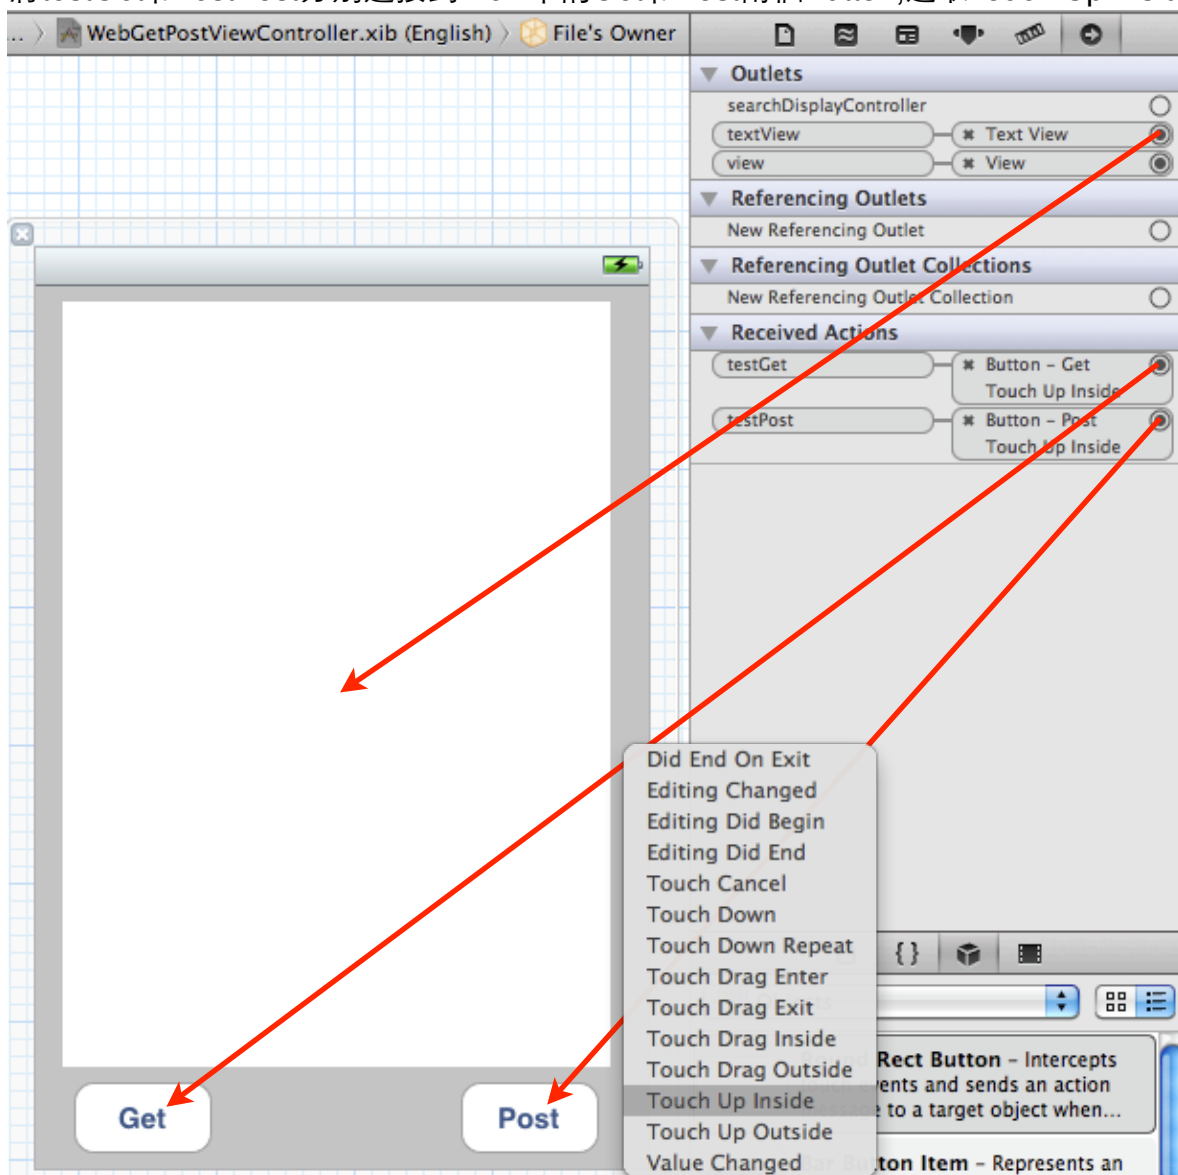 ... WebGetPostViewController.xib (English) File's Owner
Outlets
searchDisplayController
textView Text View
view View
Referencing Outlets
New Referencing Outlet
Referencing Outlet Collections
New Referencing Outlet Collection
Received Actions
testGet Button – Get
Touch Up Inside
testPost Button – Post
Touch Up Inside
Did End On Exit
Editing Changed
Editing Did Begin
Editing Did End
Touch Cancel
Touch Down
Touch Down Repeat
{}
Touch Drag Enter
Touch Drag Exit
Touch Drag Inside
Touch Drag Outside
Touch Up Inside
Touch Up Outside
Value Changed
Rect Button – Intercepts
and sends an action
to a target object when...
Item – Represents an
Get
Post